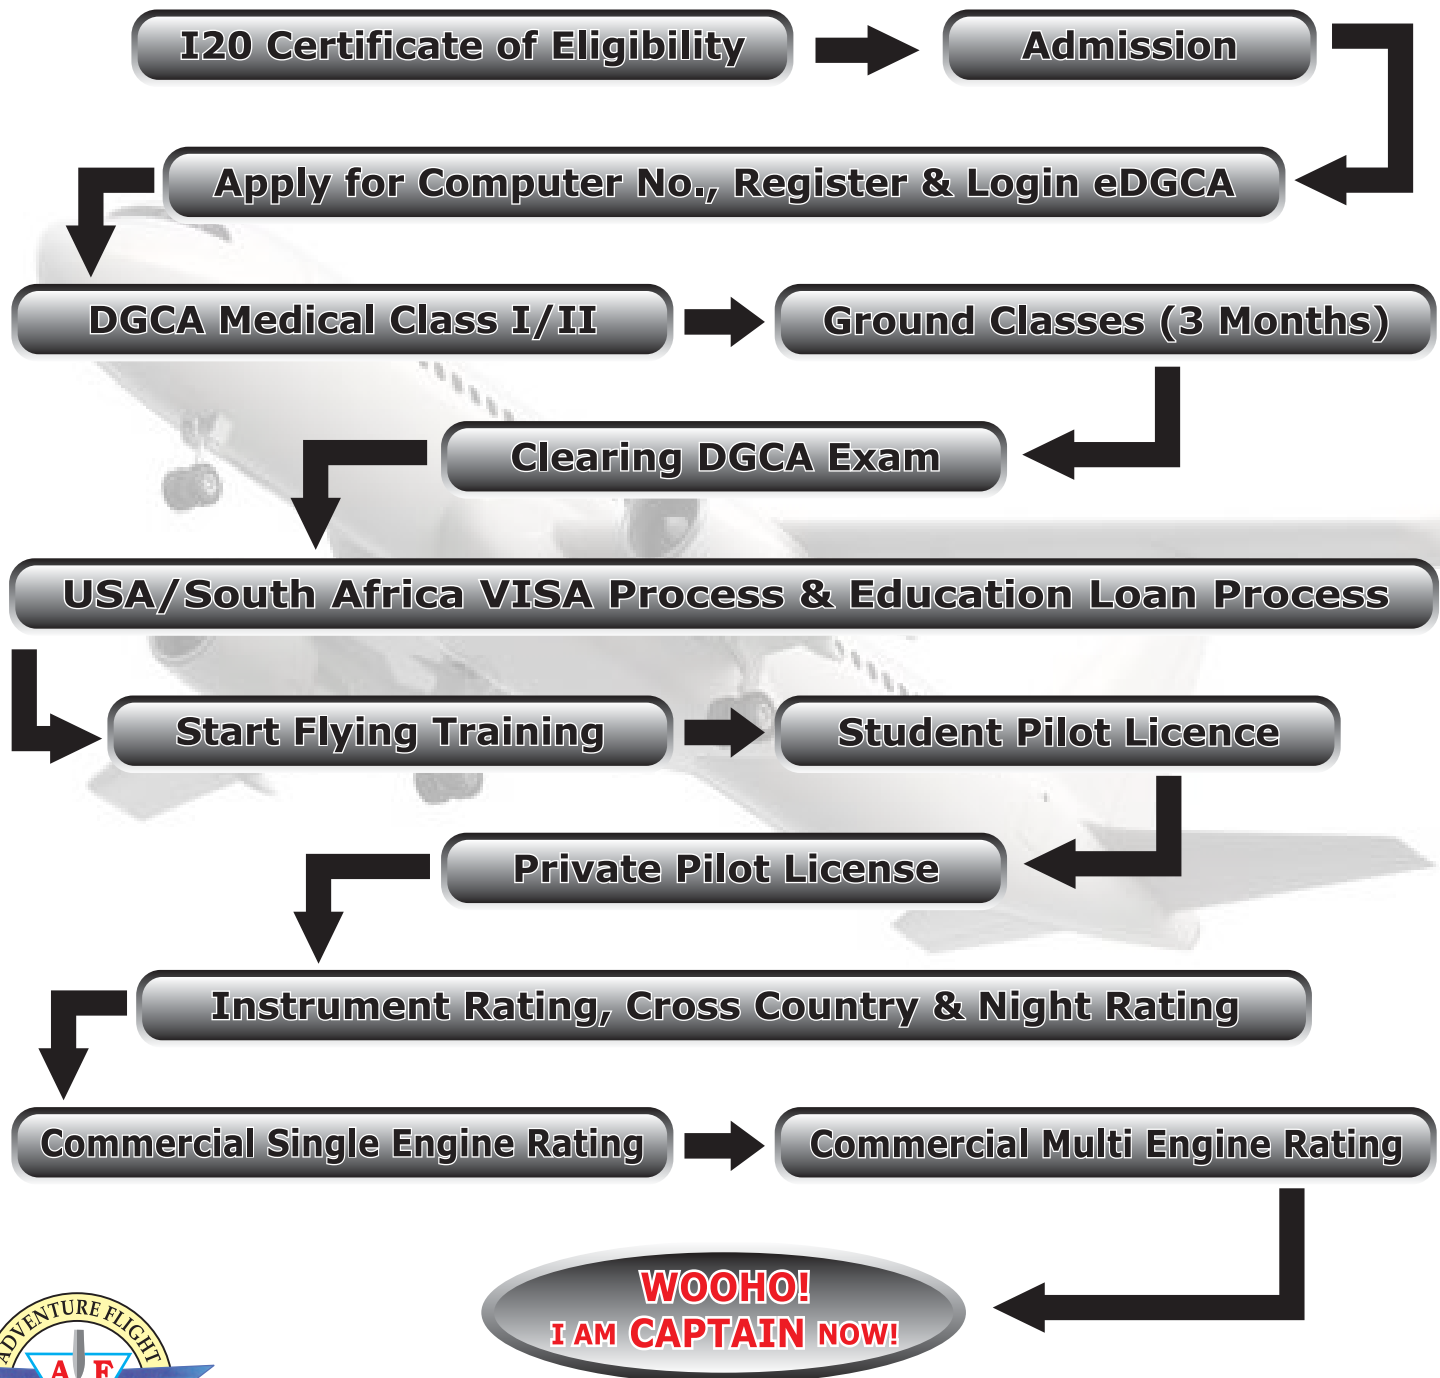 I20 Certificate of Eligibility
Admission
Apply for Computer No., Register & Login eDGCA
DGCA Medical Class I/II
Ground Classes (3 Months)
Clearing DGCA Exam
USA/South Africa VISA Process & Education Loan Process
Start Flying Training
Student Pilot Licence
Private Pilot License
Instrument Rating, Cross Country & Night Rating
Commercial Single Engine Rating
Commercial Multi Engine Rating
WOOHO!
I AM CAPTAIN NOW!
ADVENTURE FLIGHT
A F